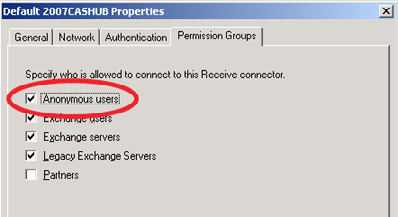 Default 2007CASHUB Properties
General Network Authentication Permission Groups
Specify who is allowed to connect to this Receive connector.
Anonymous users
Exchange users
Exchange servers
Legacy Exchange Servers
Partners